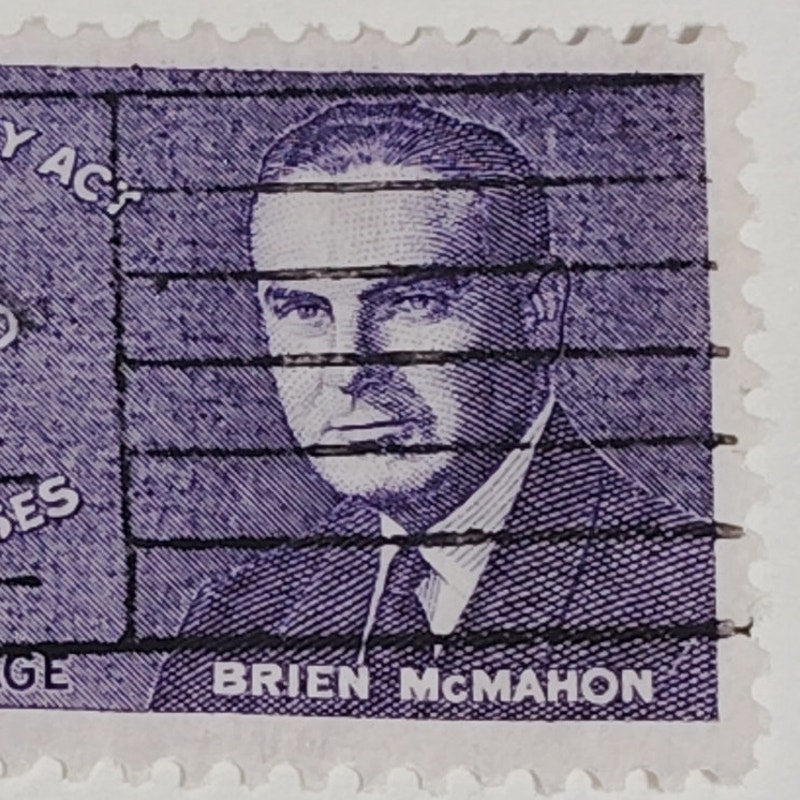 Y ACT
SES
GE
BRIEN McMAHON